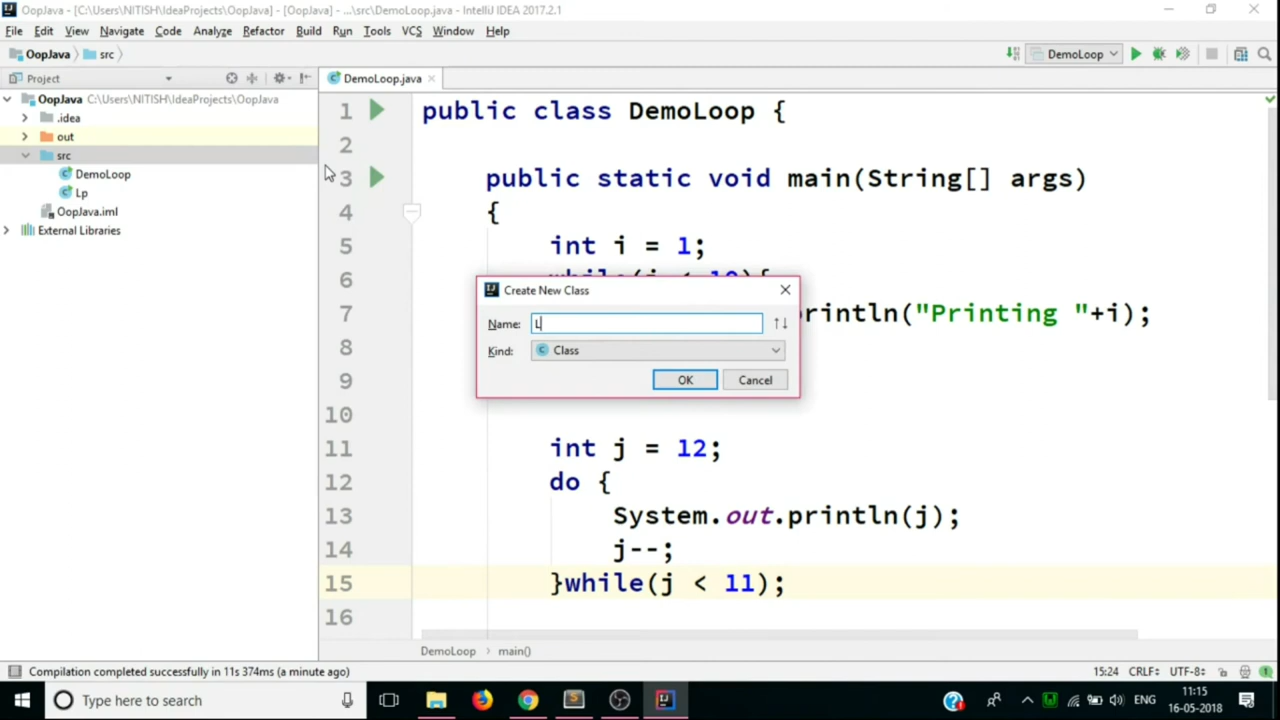 OopJava - [C:\Users\NITISH\IdeaProjects\OopJava] - [OopJava] - ...\src\DemoLoop.java - IntelliJ IDEA 2017.2.1
File Edit View Navigate Code Analyze Refactor Build Run Tools VCS Window Help
OopJava src DemoLoop
Project DemoLoop.java
OopJava C:\Users\NITISH\IdeaProjects\OopJava
.idea
out
src
DemoLoop
Lp
OopJava.iml
External Libraries
1 public class DemoLoop {
2
3 public static void main(String[] args)
4 {
5 int i = 1;
6
7 println("Printing "+i);
8
9
10
11 int j = 12;
12 do {
13 System.out.println(j);
14 j--;
15 }while(j < 11);
16
Create New Class
Name: L
Kind: Class
OK Cancel
DemoLoop main()
Compilation completed successfully in 11s 374ms (a minute ago) 15:24 CRLF UTF-8
Type here to search ENG 11:15
16-05-2018